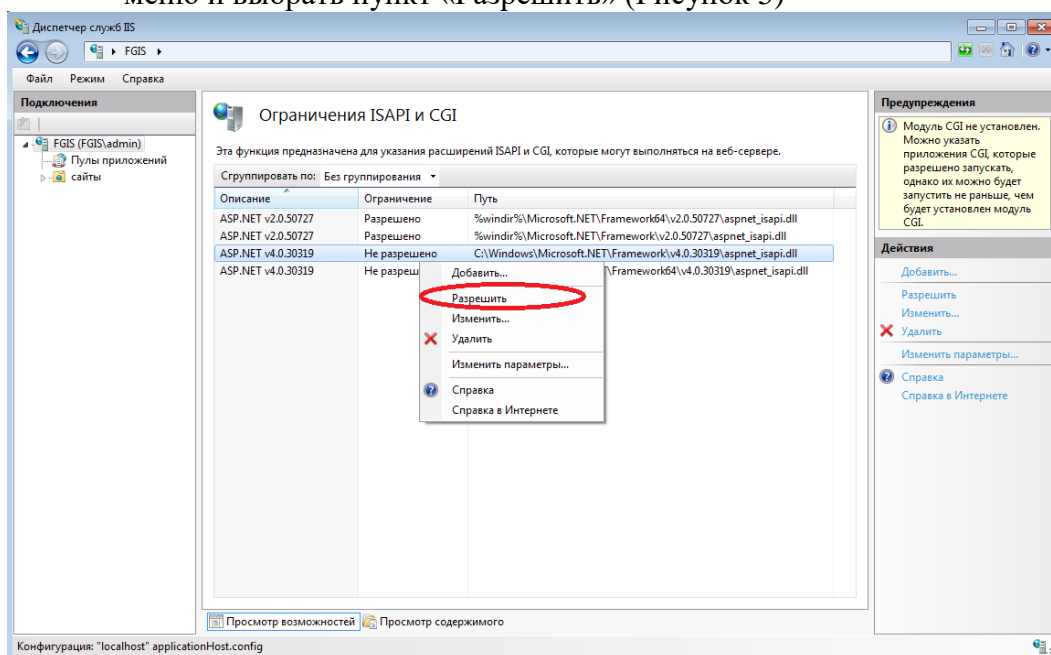 меню и выбрать пункт «Разрешить» (Рисунок 3)
Диспетчер служб IIS
FGIS
Файл Режим Справка
Подключения
FGIS (FGIS\admin)
Пулы приложений
сайты
Ограничения ISAPI и CGI
Эта функция предназначена для указания расширений ISAPI и CGI, которые могут выполняться на веб-сервере.
Сгруппировать по: Без группирования
Описание Ограничение Путь
ASP.NET v2.0.50727 Разрешено %windir%\Microsoft.NET\Framework64\v2.0.50727\aspnet_isapi.dll
ASP.NET v2.0.50727 Разрешено %windir%\Microsoft.NET\Framework\v2.0.50727\aspnet_isapi.dll
ASP.NET v4.0.30319 Не разрешено C:\Windows\Microsoft.NET\Framework\v4.0.30319\aspnet_isapi.dll
ASP.NET v4.0.30319 Не разреш T\Framework64\v4.0.30319\aspnet_isapi.dll
Добавить...
Разрешить
Изменить...
Удалить
Изменить параметры...
Справка
Справка в Интернете
Просмотр возможностей Просмотр содержимого
Предупреждения
Модуль CGI не установлен.
Можно указать
приложения CGI, которые
разрешено запускать,
однако их можно будет
запустить не раньше, чем
будет установлен модуль
CGI.
Действия
Добавить...
Разрешить
Изменить...
Удалить
Изменить параметры...
Справка
Справка в Интернете
Конфигурация: "localhost" applicationHost.config